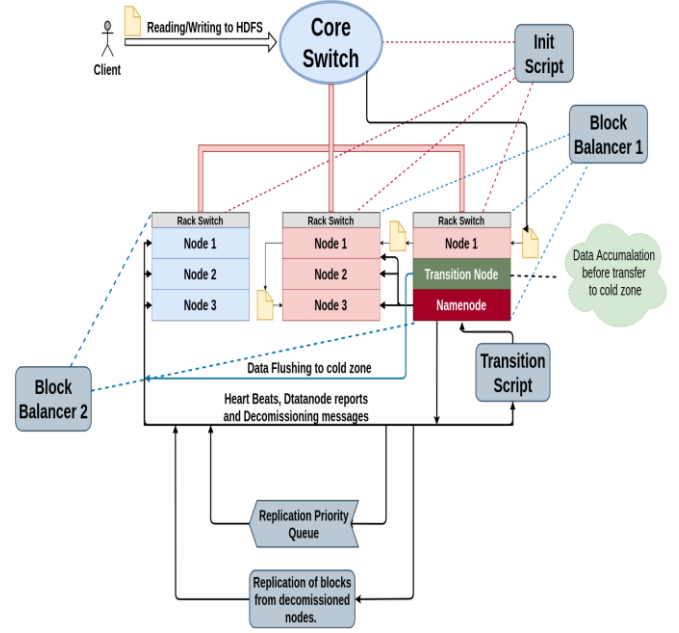 Reading/Writing to HDFS
Client
Core
Switch
Init
Script
Block
Balancer 1
Rack Switch
Node 1
Node 2
Node 3
Rack Switch
Node 1
Node 2
Node 3
Rack Switch
Node 1
Transition Node
Namenode
Data Accumalation
before transfer
to cold zone
Block
Balancer 2
Data Flushing to cold zone
Transition
Script
Heart Beats, Dtatanode reports
and Decomissioning messages
Replication Priority
Queue
Replication of blocks
from decomissioned
nodes.